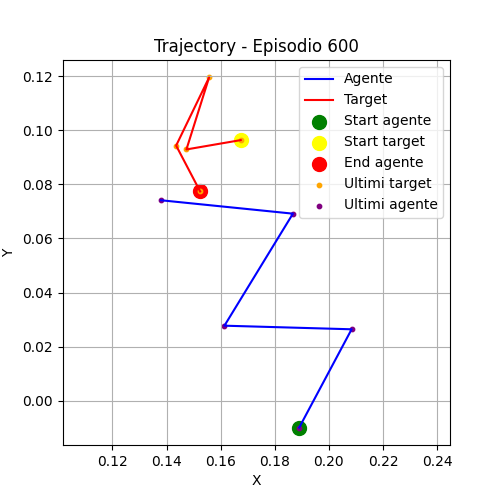 Trajectory - Episodio 600
Agente
Target
Start agente
Start target
End agente
Ultimi target
Ultimi agente
Y
0.12
0.10
0.08
0.06
0.04
0.02
0.00
0.12 0.14 0.16 0.18 0.20 0.22 0.24
X